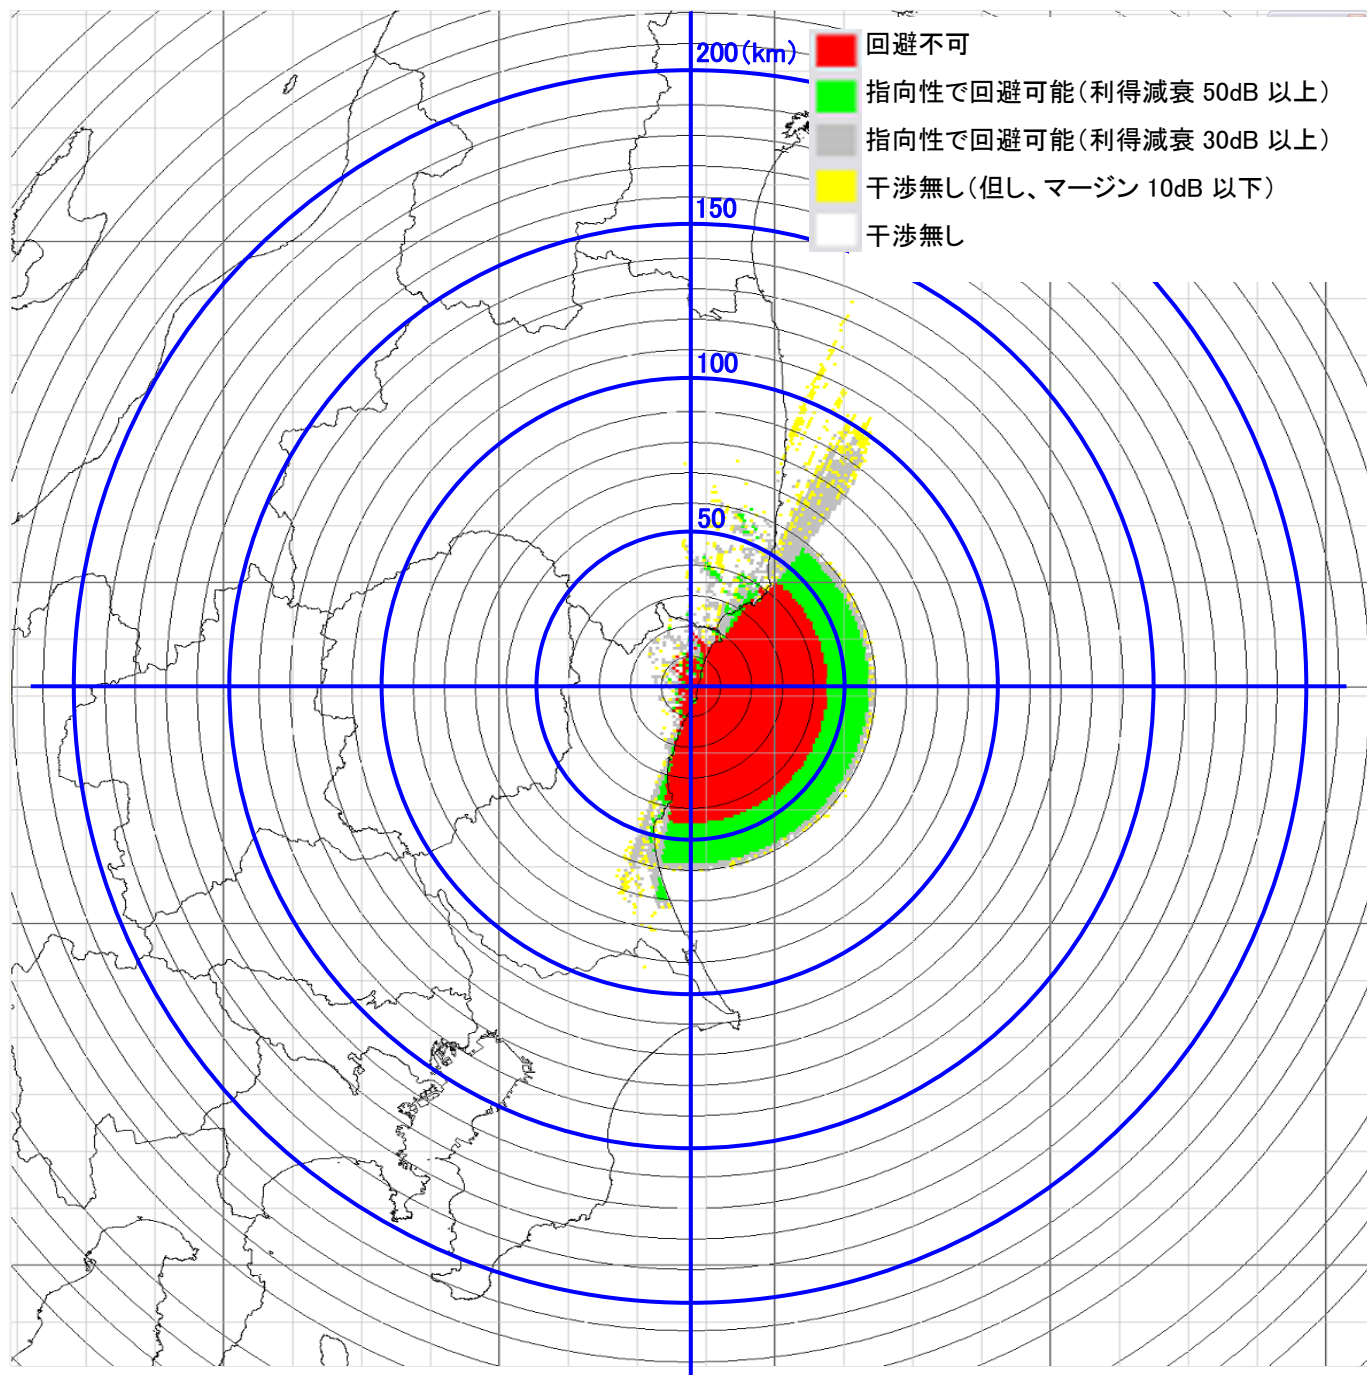 200(km)
回避不可
指向性で回避可能(利得減衰 50dB 以上)
指向性で回避可能(利得減衰 30dB 以上)
干渉無し(但し、マージン 10dB 以下)
干渉無し
150
100
50